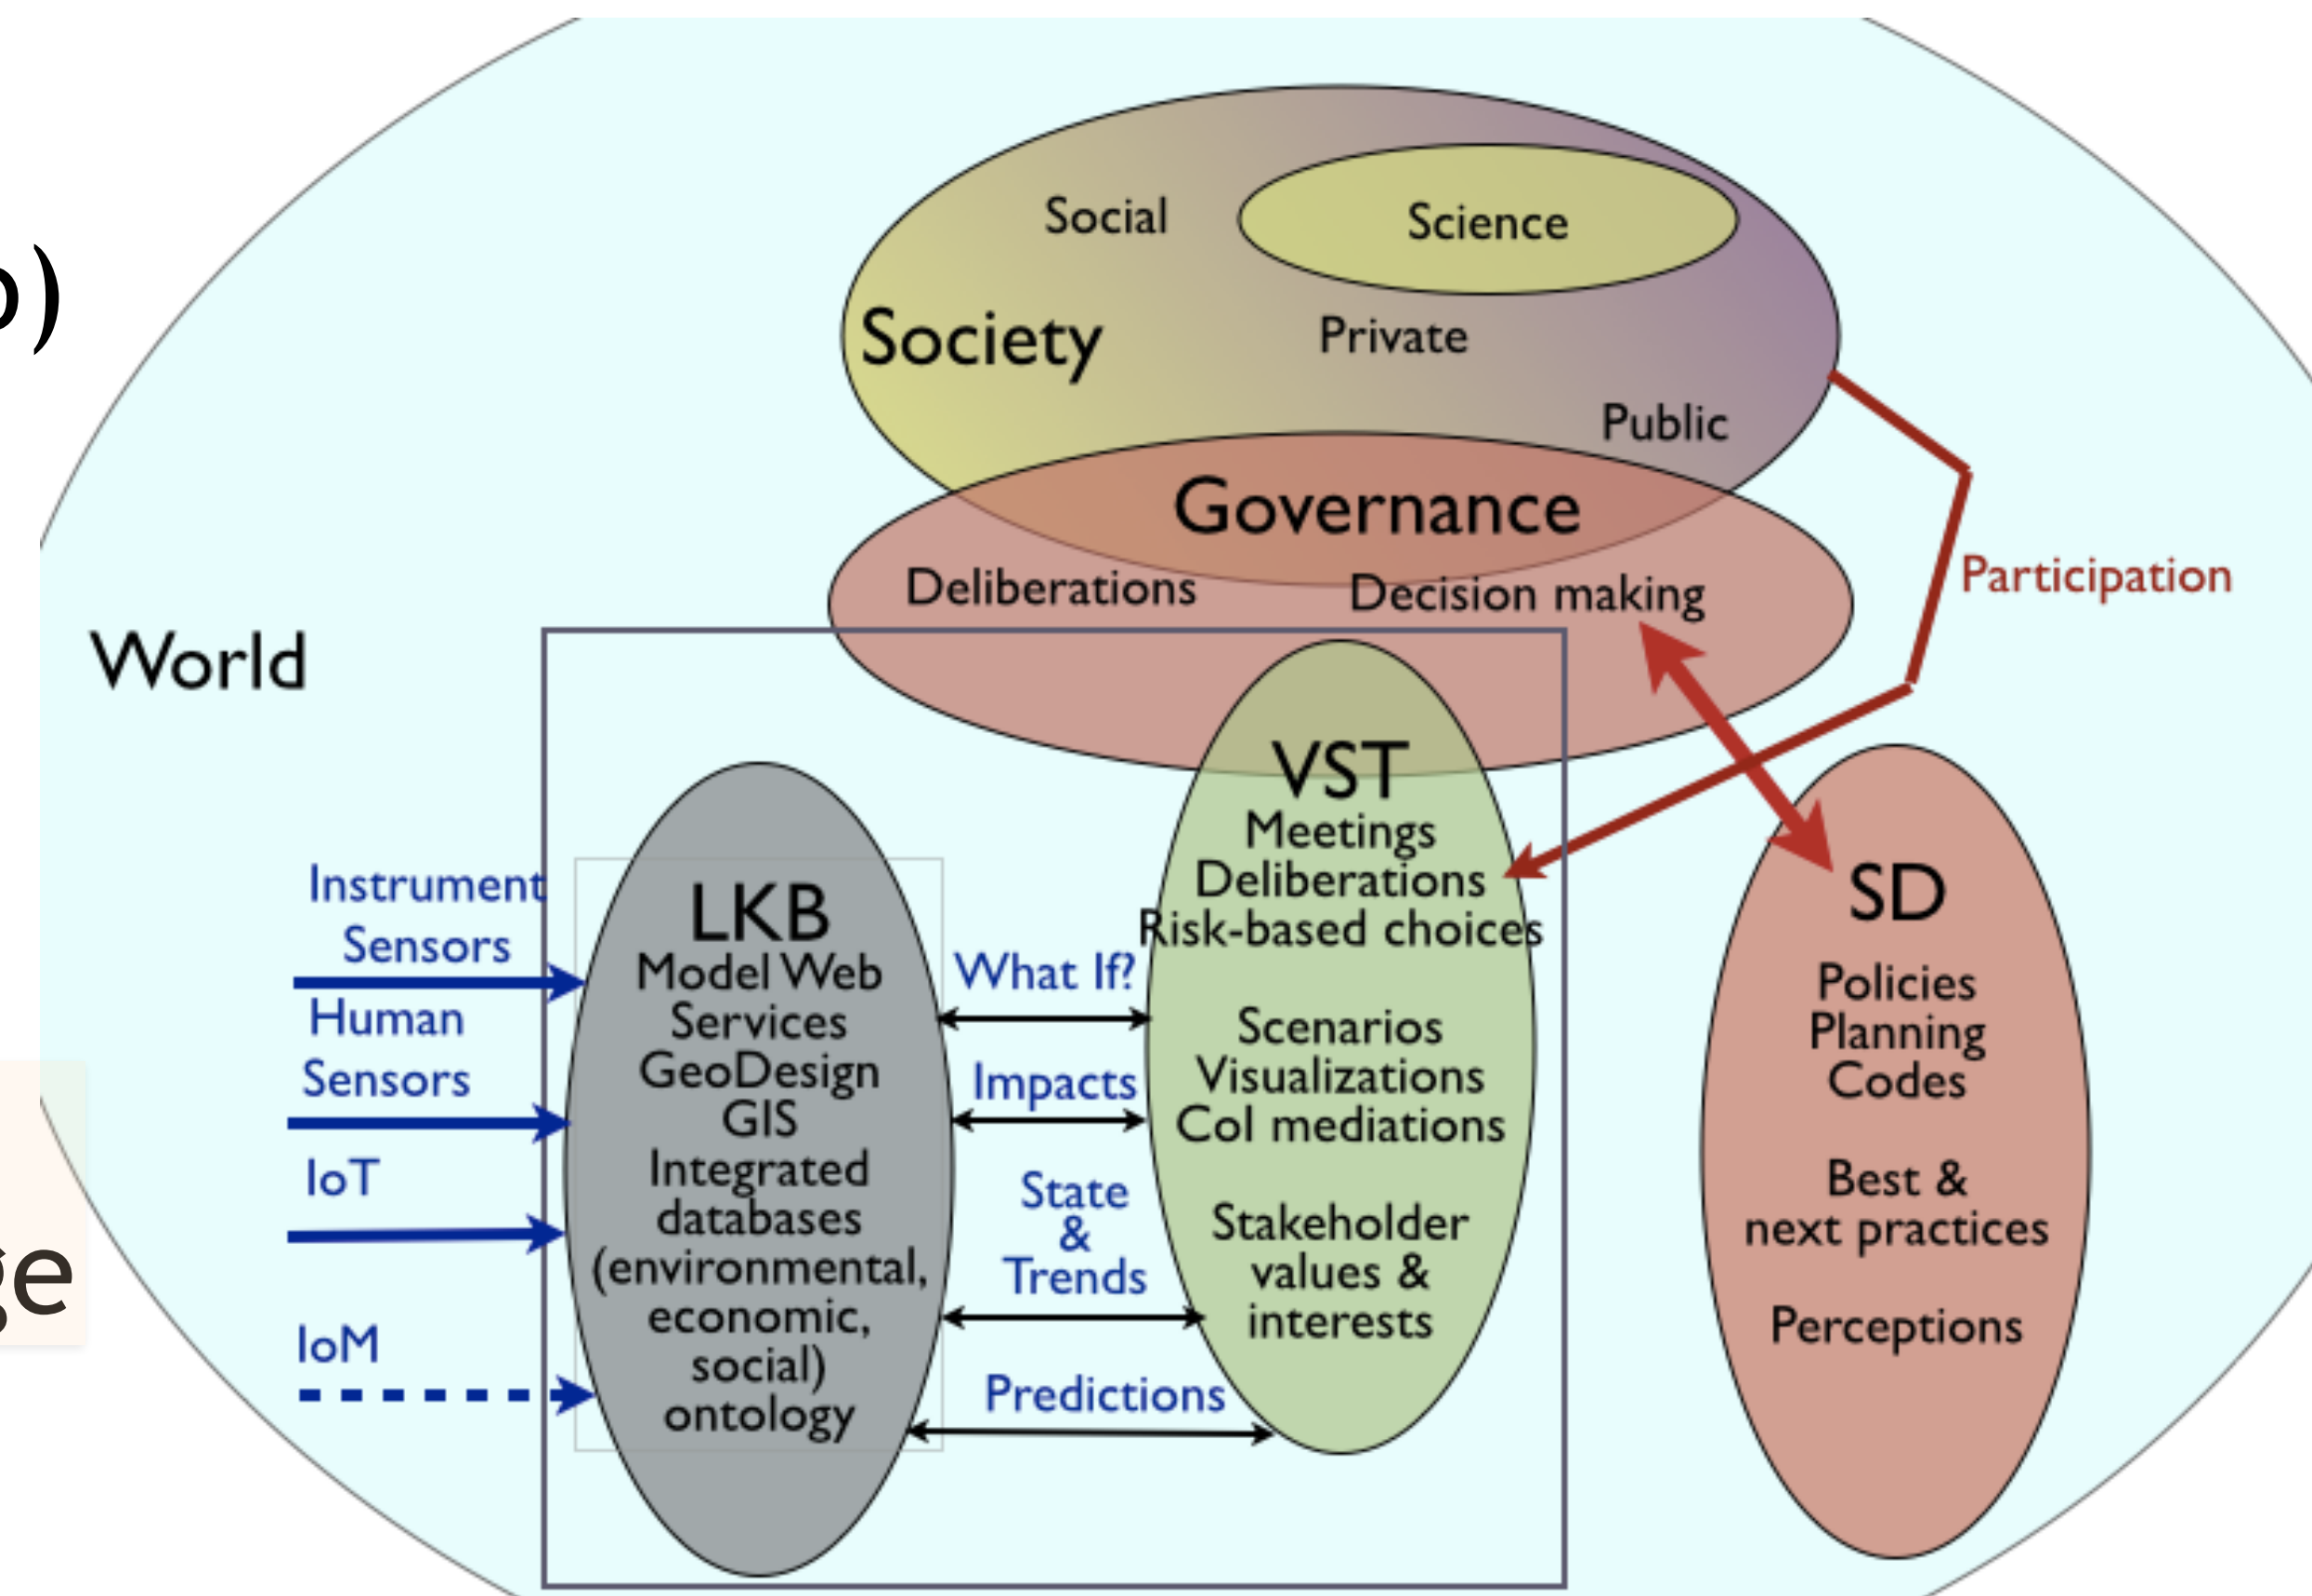 Social
Science
Society
Private
Public
Governance
Deliberations
Decision making
Participation
World
VST
Meetings
Deliberations
Risk-based choices
Scenarios
Visualizations
CoI mediations
Stakeholder
values &
interests
Instrument
Sensors
Human
Sensors
IoT
IoM
LKB
Model Web
Services
GeoDesign
GIS
Integrated
databases
(environmental,
economic,
social)
ontology
What If?
Impacts
State
&
Trends
Predictions
SD
Policies
Planning
Codes
Best &
next practices
Perceptions